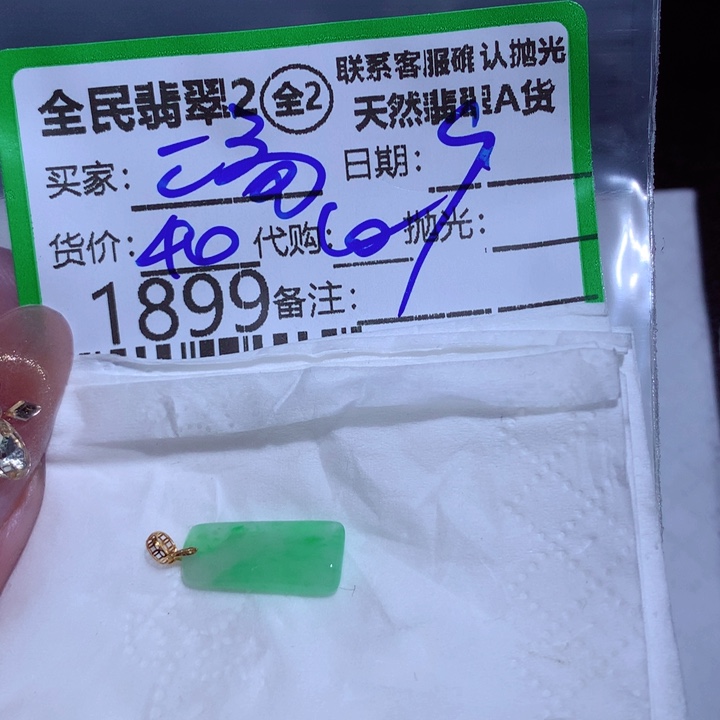 全民翡翠2 全2 联系客服确认抛光
天然翡翠A货
买家: 日期:
货价: 40 代购: 抛光:
1899 备注: